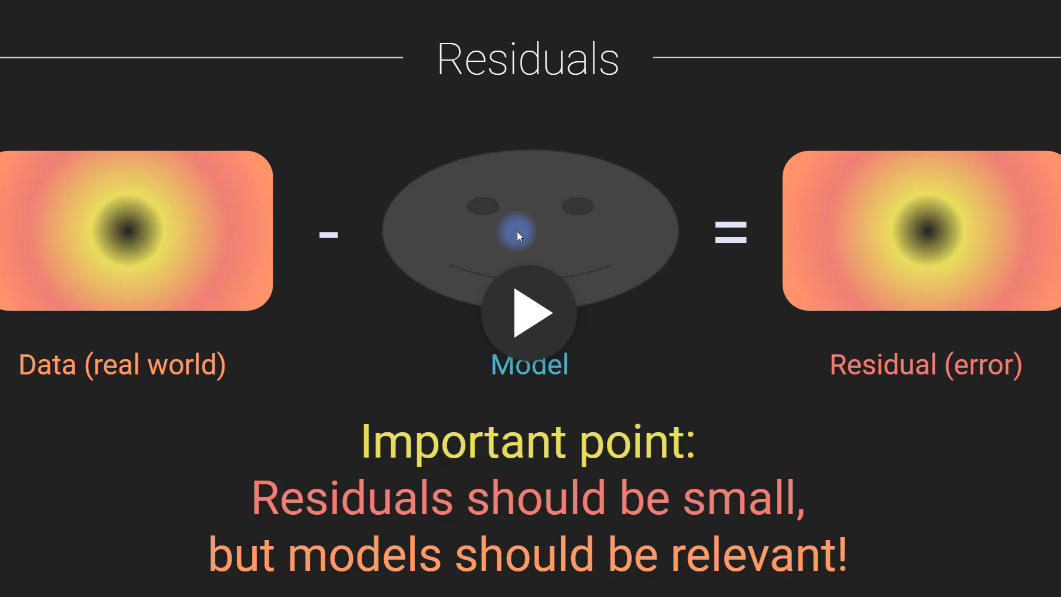 Residuals
-
=
Data (real world)
Model
Residual (error)
Important point:
Residuals should be small,
but models should be relevant!